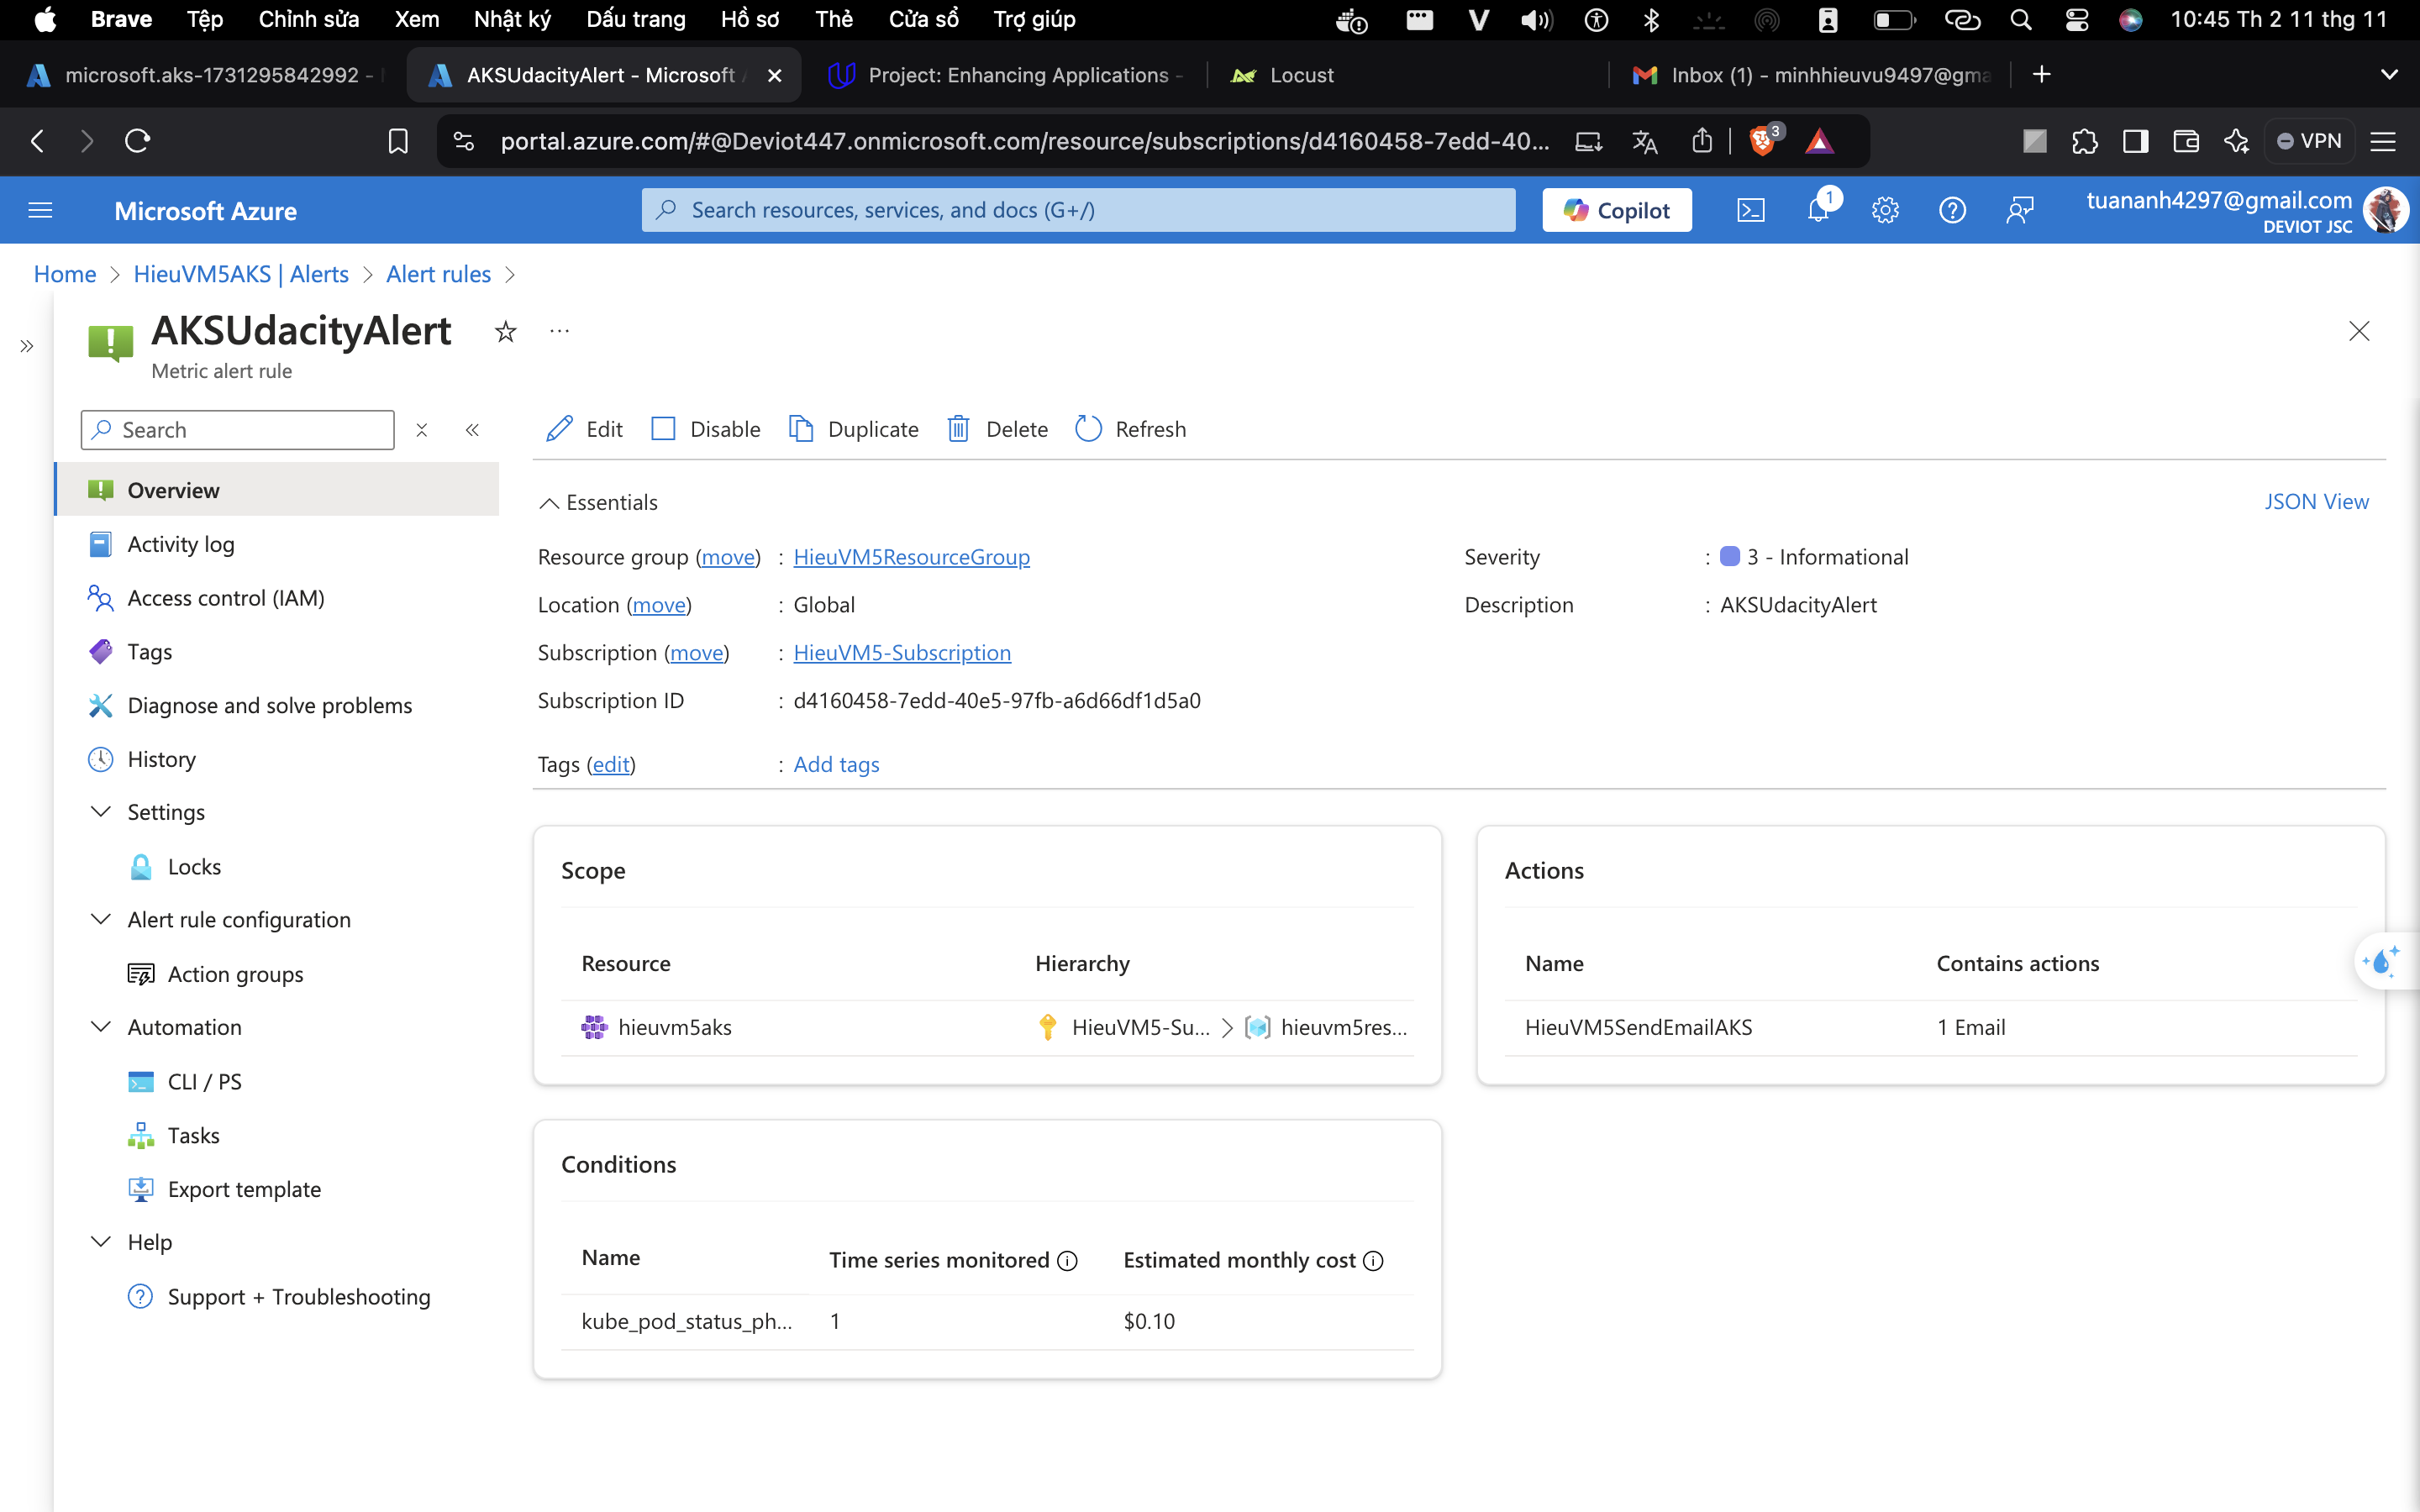 Brave Tệp Chỉnh sửa Xem Nhật ký Dấu trang Hồ sơ Thẻ Cửa sổ Trợ giúp 10:45 Th 2 11 thg 11
microsoft.aks-1731295842992 - AKSUdacityAlert - Microsoft Project: Enhancing Applications - Locust Inbox (1) - minhhieuvu9497@gma
portal.azure.com/#@Deviot447.onmicrosoft.com/resource/subscriptions/d4160458-7edd-40... 3 VPN
Microsoft Azure Search resources, services, and docs (G+/) Copilot 1 tuananh4297@gmail.com
DEVIOT JSC
Home > HieuVM5AKS | Alerts > Alert rules >
AKSUdacityAlert ...
Metric alert rule
Search Edit Disable Duplicate Delete Refresh
Overview
Activity log
Access control (IAM)
Tags
Diagnose and solve problems
History
Settings
Locks
Alert rule configuration
Action groups
Automation
CLI / PS
Tasks
Export template
Help
Support + Troubleshooting
Essentials JSON View
Resource group (move) : HieuVM5ResourceGroup
Location (move) : Global
Subscription (move) : HieuVM5-Subscription
Subscription ID : d4160458-7edd-40e5-97fb-a6d66df1d5a0
Tags (edit) : Add tags
Severity : 3 - Informational
Description : AKSUdacityAlert
Scope
Resource Hierarchy
hieuvm5aks HieuVM5-Su... > hieuvm5res...
Actions
Name Contains actions
HieuVM5SendEmailAKS 1 Email
Conditions
Name Time series monitored Estimated monthly cost
kube_pod_status_ph... 1 $0.10